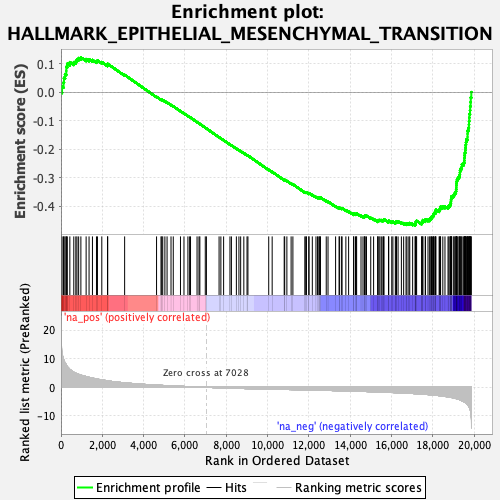 Enrichment plot:
HALLMARK_EPITHELIAL_MESENCHYMAL_TRANSITION
Enrichment score (ES)
0.1
0.0
-0.1
-0.2
-0.3
-0.4
'na_pos' (positively correlated)
Ranked list metric (PreRanked)
20
10
0
-10
Zero cross at 7028
'na_neg' (negatively correlated)
0
2,000
4,000
6,000
8,000
10,000
12,000
14,000
16,000
18,000
20,000
Rank in Ordered Dataset
Enrichment profile
Hits
Ranking metric scores